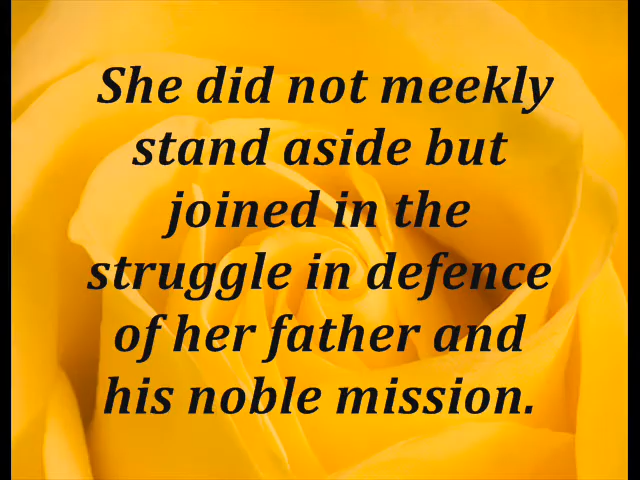 She did not meekly
stand aside but
joined in the
struggle in defence
of her father and
his noble mission.